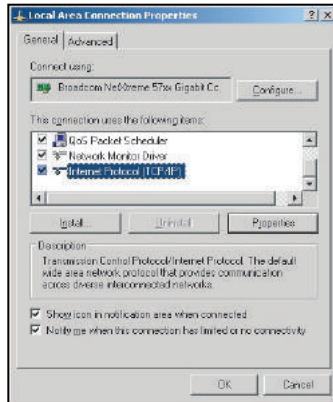 Local Area Connection Properties
General Advanced
Connect using:
Broadcom NetXtreme 57xx Gigabit Cc
Configure...
This connection uses the following items:
QoS Packet Scheduler
Network Monitor Driver
Internet Protocol (TCP/IP)
Install... Uninstall Properties
Description
Transmission Control Protocol/Internet Protocol. The default
wide area network protocol that provides communication
across diverse interconnected networks.
Show icon in notification area when connected
Notify me when this connection has limited or no connectivity
OK Cancel